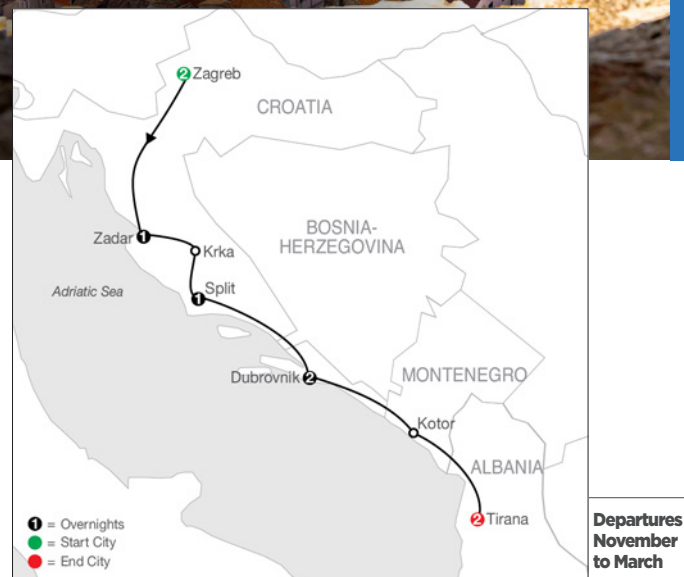 2 Zagreb
CROATIA
BOSNIA-
HERZEGOVINA
Zadar 1
Krka
Adriatic Sea
Split
1
Dubrovnik 2
MONTENEGRO
Kotor
ALBANIA
2 Tirana
1 = Overnights
= Start City
= End City
Departures
November
to March